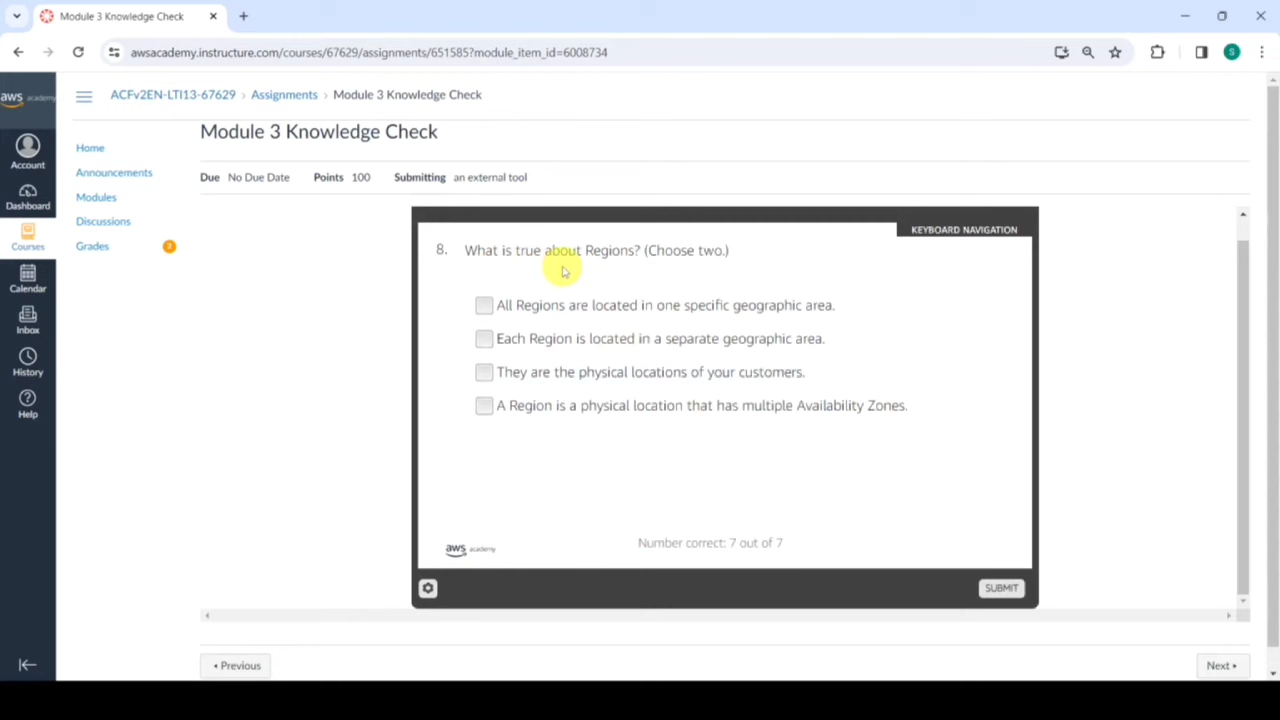 Module 3 Knowledge Check
awsacademy.instructure.com/courses/67629/assignments/651585?module_item_id=6008734
S
aws academy
ACFv2EN-LTI13-67629 › Assignments › Module 3 Knowledge Check
Module 3 Knowledge Check
Account
Dashboard
Courses
Calendar
Inbox
History
Help
Home
Announcements
Modules
Discussions
Grades 2
Due No Due Date Points 100 Submitting an external tool
KEYBOARD NAVIGATION
8. What is true about Regions? (Choose two.)
All Regions are located in one specific geographic area.
Each Region is located in a separate geographic area.
They are the physical locations of your customers.
A Region is a physical location that has multiple Availability Zones.
aws academy
Number correct: 7 out of 7
SUBMIT
◂ Previous
Next ▸